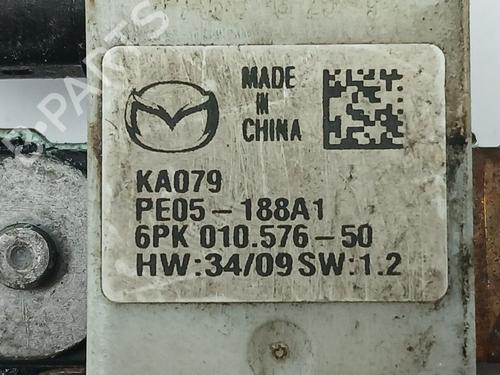 MADE
IN
CHINA
KA079
PE05-188A1
6PK 010.576-50
HW:34/09 SW:1.2